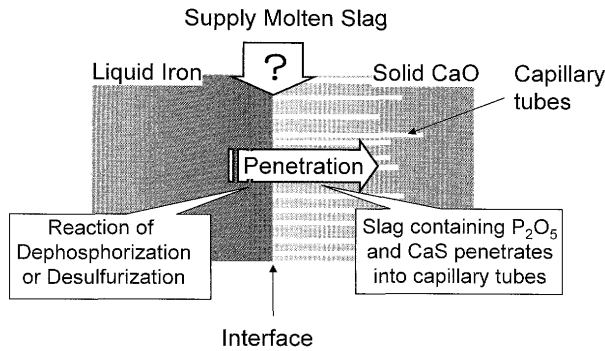 Supply Molten Slag
?
Liquid Iron
Solid CaO
Capillary
tubes
Penetration
Reaction of
Dephosphorization
or Desulfurization
Slag containing P₂O₅
and CaS penetrates
into capillary tubes
Interface